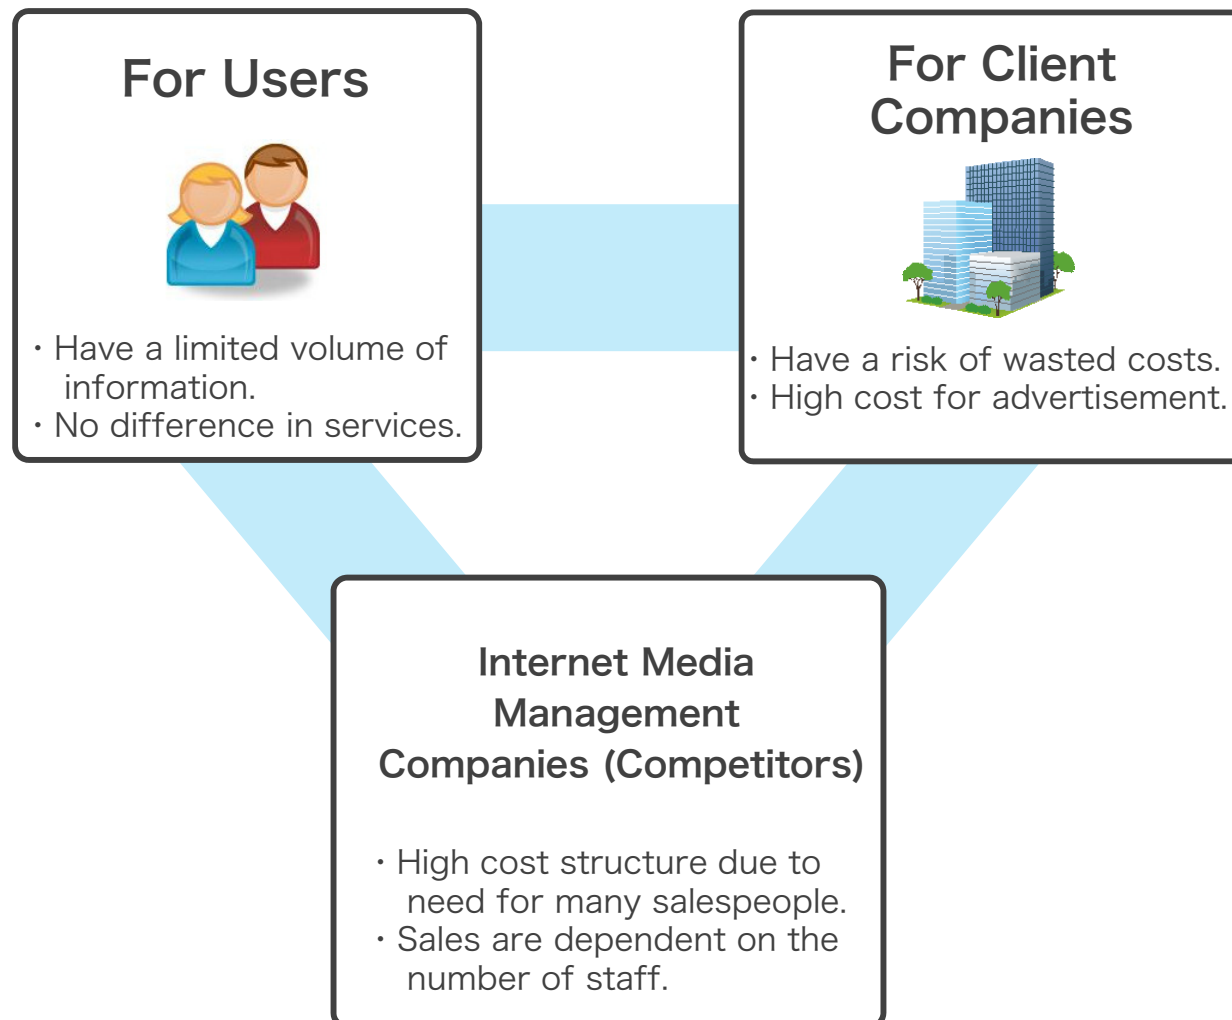 For Users
・Have a limited volume of
information.
・No difference in services.
For Client
Companies
・Have a risk of wasted costs.
・High cost for advertisement.
Internet Media
Management
Companies (Competitors)
・High cost structure due to
need for many salespeople.
・Sales are dependent on the
number of staff.